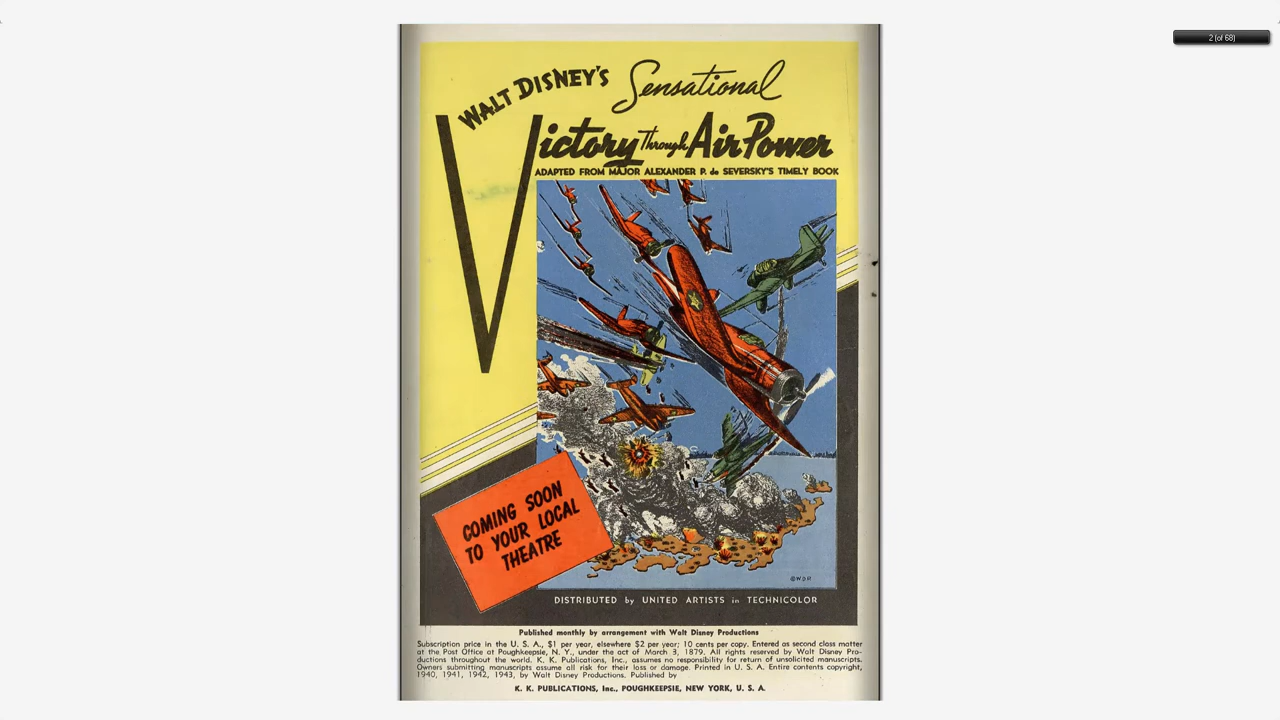 2 (of 68)
WALT DISNEY'S Sensational
Victory Through Air Power
ADAPTED FROM MAJOR ALEXANDER P. de SEVERSKY'S TIMELY BOOK
COMING SOON
TO YOUR LOCAL
THEATRE
©WDP
DISTRIBUTED by UNITED ARTISTS in TECHNICOLOR
Published monthly by arrangement with Walt Disney Productions
Subscription price in the U. S. A., $1 per year, elsewhere $2 per year; 10 cents per copy. Entered as second class matter
at the Post Office at Poughkeepsie, N. Y., under the act of March 3, 1879. All rights reserved by Walt Disney Pro-
ductions throughout the world. K. K. Publications, Inc., assumes no responsibility for return of unsolicited manuscripts.
Owners submitting manuscripts assume all risk for their loss or damage. Printed in U. S. A. Entire contents copyright,
1940, 1941, 1942, 1943, by Walt Disney Productions. Published by
K. K. PUBLICATIONS, Inc., POUGHKEEPSIE, NEW YORK, U. S. A.